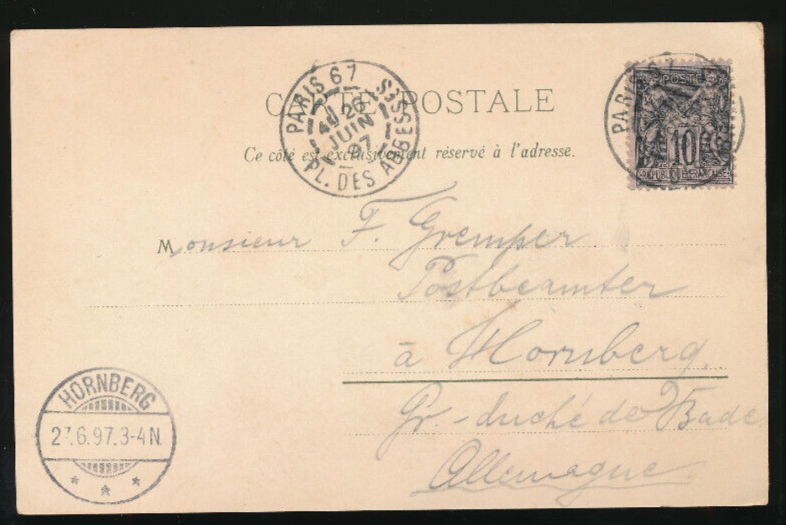 CARTE POSTALE
Ce côté est exclusivement réservé à l'adresse.
PARIS 67
26
JUIN
97
PL. DES ABBESSES
POSTE
10
REPUBLIQUE FRANÇAISE
Monsieur F. Gremper
Postbeamter
à Hornberg
Gr.-duché de Bade
Allemagne
HORNBERG
27.6.97.3-4N.